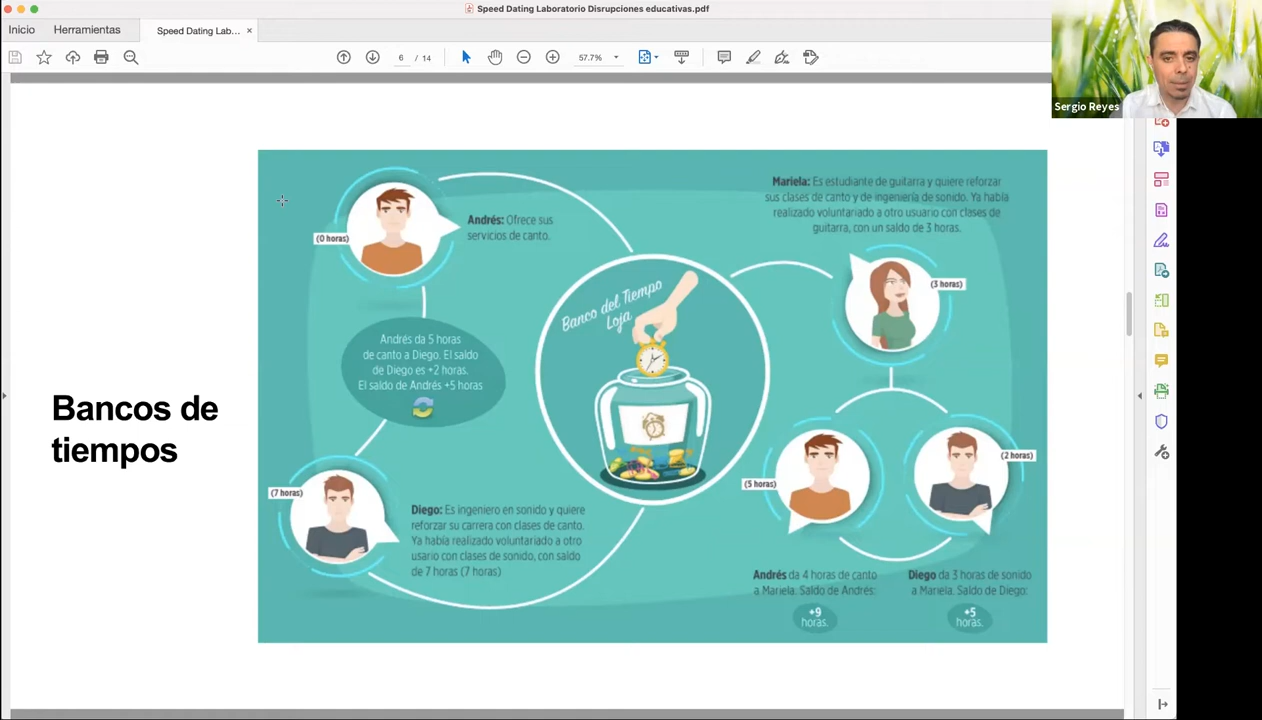 Speed Dating Laboratorio Disrupciones educativas.pdf
Inicio
Herramientas
Speed Dating Lab...
6 / 14
57.7%
Sergio Reyes
Bancos de
tiempos
(0 horas)
Andrés: Ofrece sus
servicios de canto.
Andrés da 5 horas
de canto a Diego. El saldo
de Diego es +2 horas.
El saldo de Andrés +5 horas
(7 horas)
Diego: Es ingeniero en sonido y quiere
reforzar su carrera con clases de canto.
Ya había realizado voluntariado a otro
usario con clases de sonido, con saldo
de 7 horas (7 horas)
Banco del Tiempo
Loja
Mariela: Es estudiante de guitarra y quiere reforzar
sus clases de canto y de ingeniería de sonido. Ya había
realizado voluntariado a otro usuario con clases de
guitarra, con un saldo de 3 horas.
(3 horas)
(5 horas)
(2 horas)
Andrés da 4 horas de canto
a Mariela. Saldo de Andrés:
+9
horas.
Diego da 3 horas de sonido
a Mariela. Saldo de Diego:
+5
horas.